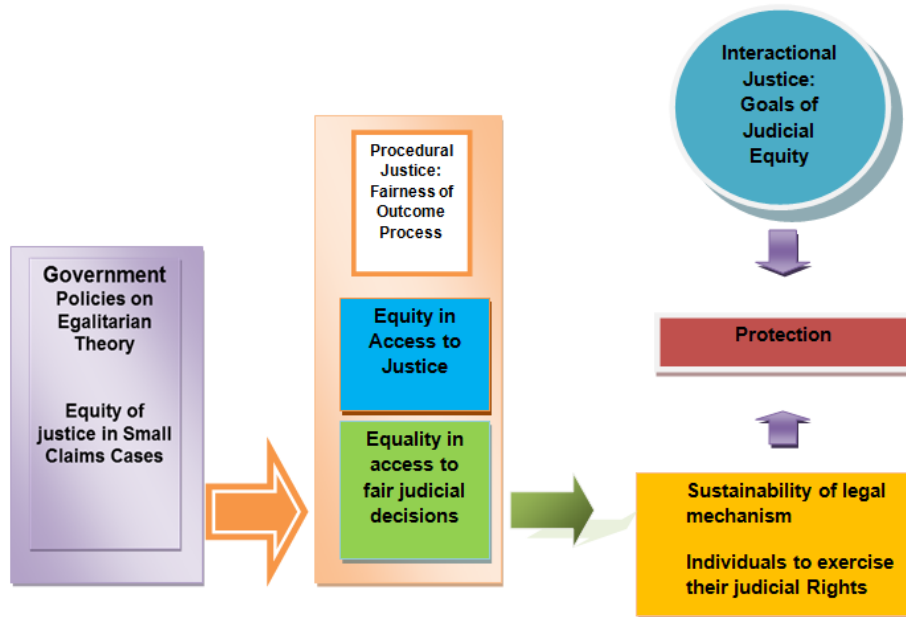 Government
Policies on
Egalitarian
Theory
Equity of
justice in Small
Claims Cases
Procedural
Justice:
Fairness of
Outcome
Process
Equity in
Access to
Justice
Equality in
access to
fair judicial
decisions
Interactional
Justice:
Goals of
Judicial
Equity
Protection
Sustainability of legal
mechanism
Individuals to exercise
their judicial Rights